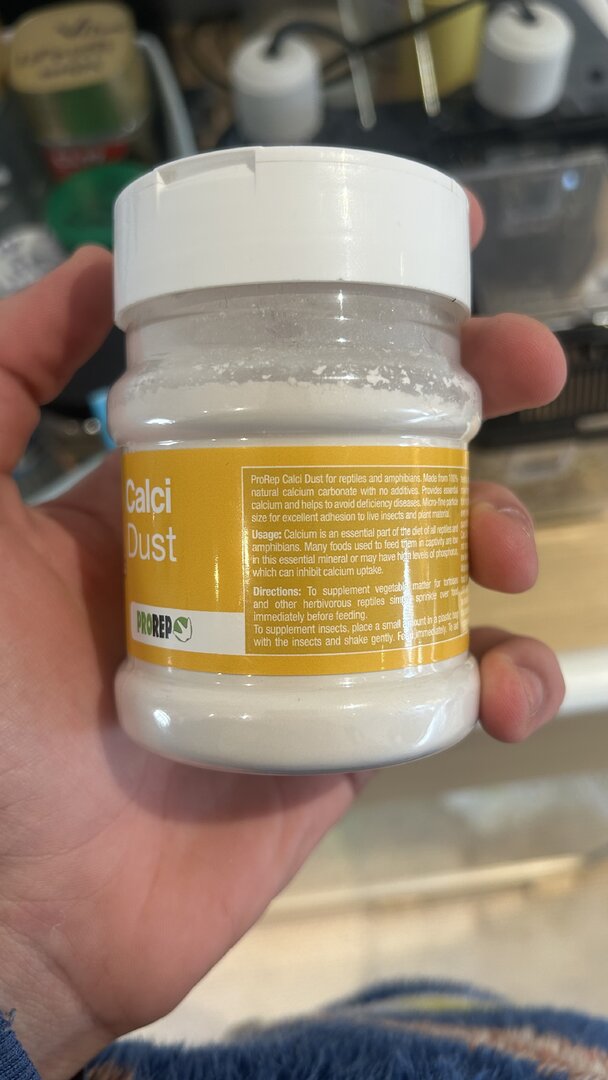 Calci
Dust
PROREP
ProRep Calci Dust for reptiles and amphibians. Made from 100%
natural calcium carbonate with no additives. Provides essential
calcium and helps to avoid deficiency diseases. Micro-fine particle
size for excellent adhesion to live insects and plant material.
Usage: Calcium is an essential part of the diet of all reptiles and
amphibians. Many foods used to feed them in captivity are low
in this essential mineral or may have high levels of phosphorus,
which can inhibit calcium uptake.
Directions: To supplement vegetable matter for tortoises
and other herbivorous reptiles simply sprinkle over food
immediately before feeding.
To supplement insects, place a small amount in a plastic bag
with the insects and shake gently. Feed immediately. To aid